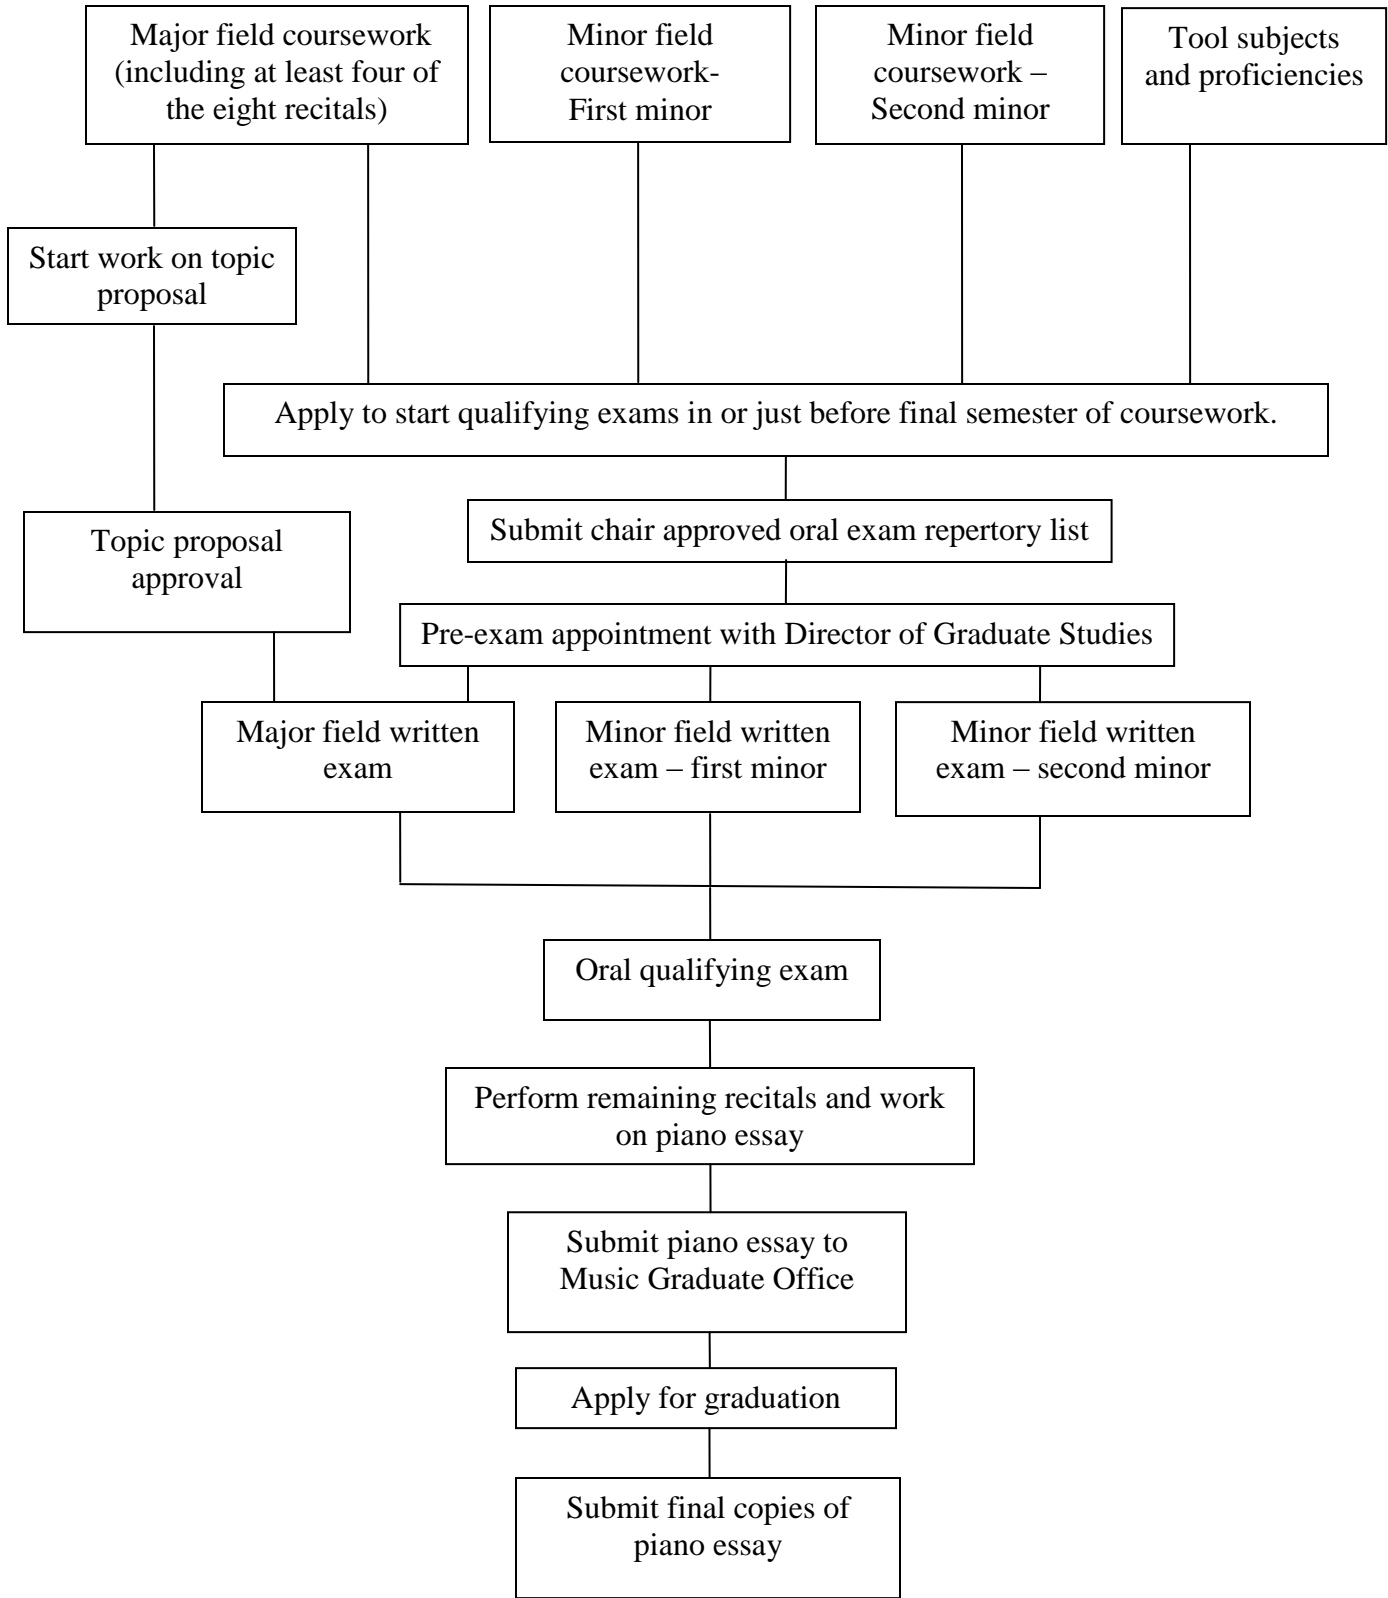 Major field coursework
(including at least four of
the eight recitals)
Minor field
coursework-
First minor
Minor field
coursework –
Second minor
Tool subjects
and proficiencies
Start work on topic
proposal
Apply to start qualifying exams in or just before final semester of coursework.
Submit chair approved oral exam repertory list
Topic proposal
approval
Pre-exam appointment with Director of Graduate Studies
Major field written
exam
Minor field written
exam – first minor
Minor field written
exam – second minor
Oral qualifying exam
Perform remaining recitals and work
on piano essay
Submit piano essay to
Music Graduate Office
Apply for graduation
Submit final copies of
piano essay